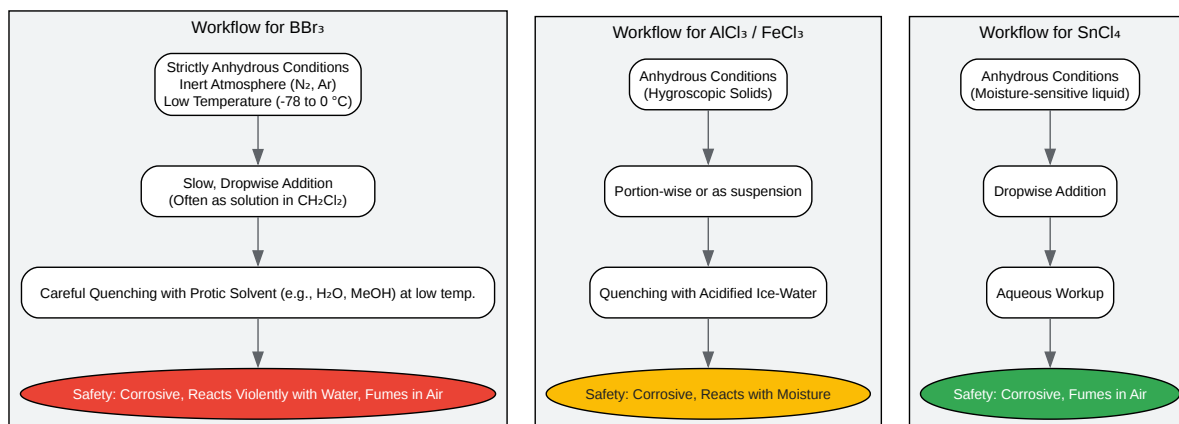 Workflow for BBr₃
Strictly Anhydrous Conditions
Inert Atmosphere (N₂, Ar)
Low Temperature (-78 to 0 °C)
Slow, Dropwise Addition
(Often as solution in CH₂Cl₂)
Careful Quenching with Protic Solvent (e.g., H₂O, MeOH) at low temp.
Safety: Corrosive, Reacts Violently with Water, Fumes in Air
Workflow for AlCl₃ / FeCl₃
Anhydrous Conditions
(Hygroscopic Solids)
Portion-wise or as suspension
Quenching with Acidified Ice-Water
Safety: Corrosive, Reacts with Moisture
Workflow for SnCl₄
Anhydrous Conditions
(Moisture-sensitive liquid)
Dropwise Addition
Aqueous Workup
Safety: Corrosive, Fumes in Air